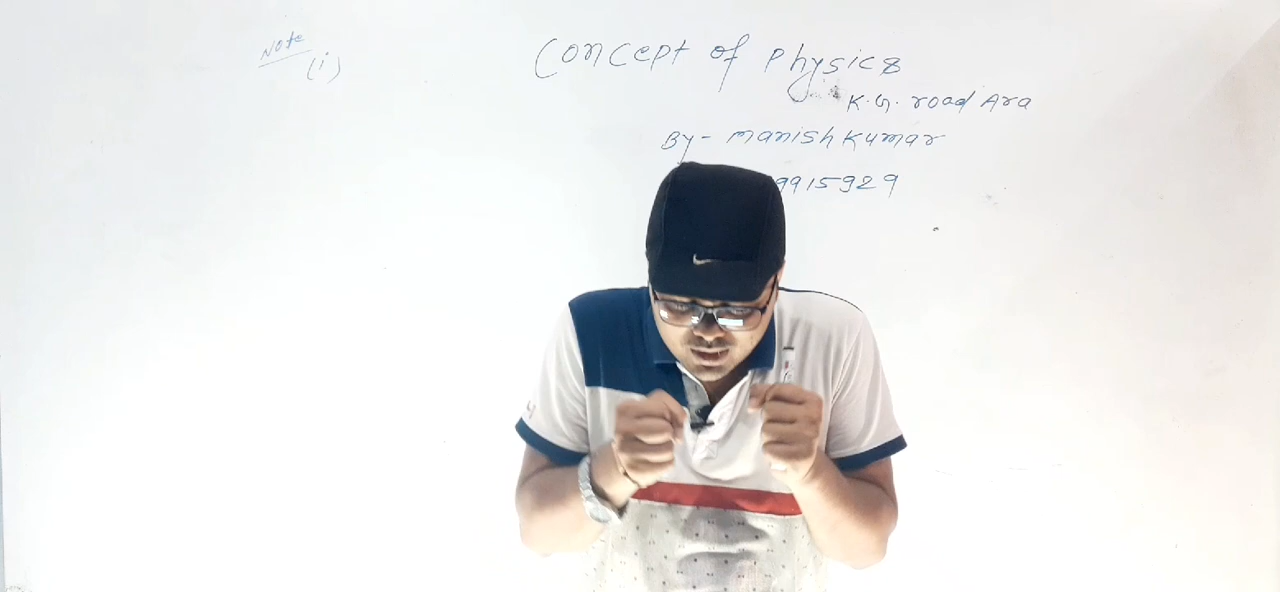 Note
(i)
Concept of Physics
K.G. road Ara
By- Manish Kumar
9915929